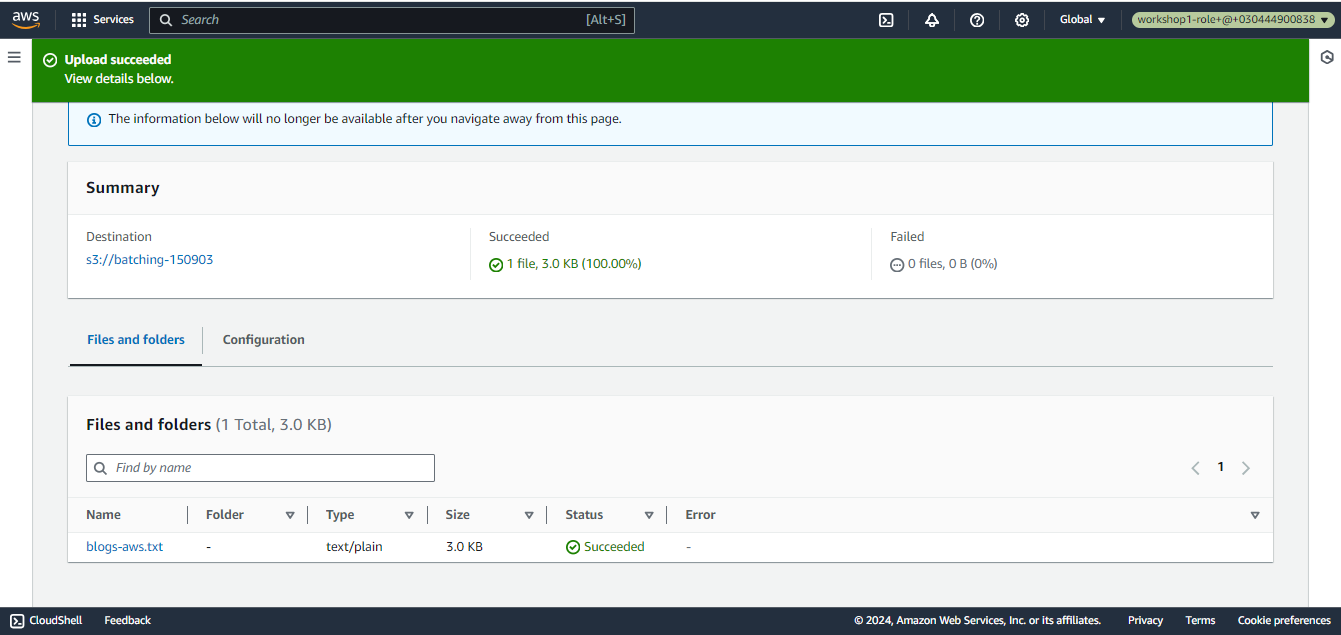 aws Services Search [Alt+S] Global workshop1-role+@+030444900838
Upload succeeded
View details below.
The information below will no longer be available after you navigate away from this page.
Summary
Destination Succeeded Failed
s3://batching-150903 1 file, 3.0 KB (100.00%) 0 files, 0 B (0%)
Files and folders Configuration
Files and folders (1 Total, 3.0 KB)
Find by name 1
Name Folder Type Size Status Error
blogs-aws.txt - text/plain 3.0 KB Succeeded -
CloudShell Feedback © 2024, Amazon Web Services, Inc. or its affiliates. Privacy Terms Cookie preferences